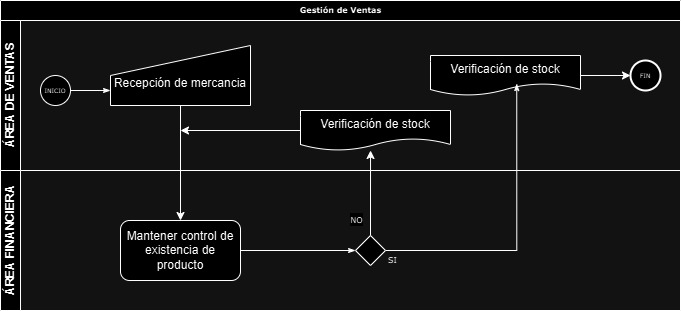 Gestión de Ventas
ÁREA DE VENTAS
INICIO
Recepción de mercancia
Verificación de stock
Verificación de stock
FIN
ÁREA FINANCIERA
Mantener control de
existencia de
producto
NO
SI